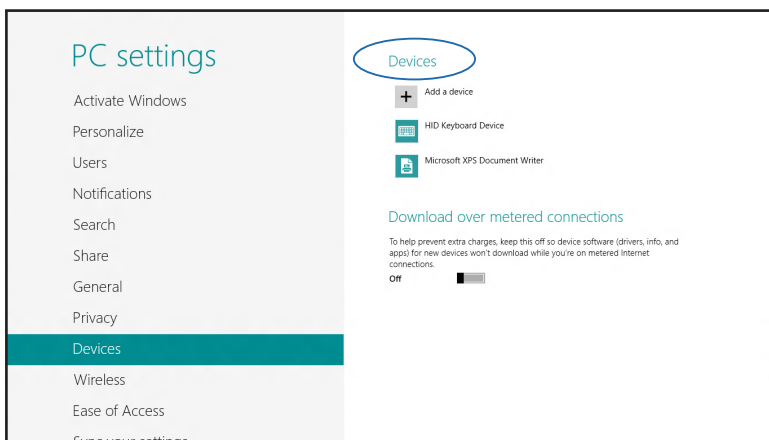 PC settings
Activate Windows
Personalize
Users
Notifications
Search
Share
General
Privacy
Devices
Wireless
Ease of Access
Sync your settings
Devices
Add a device
HID Keyboard Device
Microsoft XPS Document Writer
Download over metered connections
To help prevent extra charges, keep this off so device software (drivers, info, and
apps) for new devices won't download while you're on metered Internet
connections.
Off